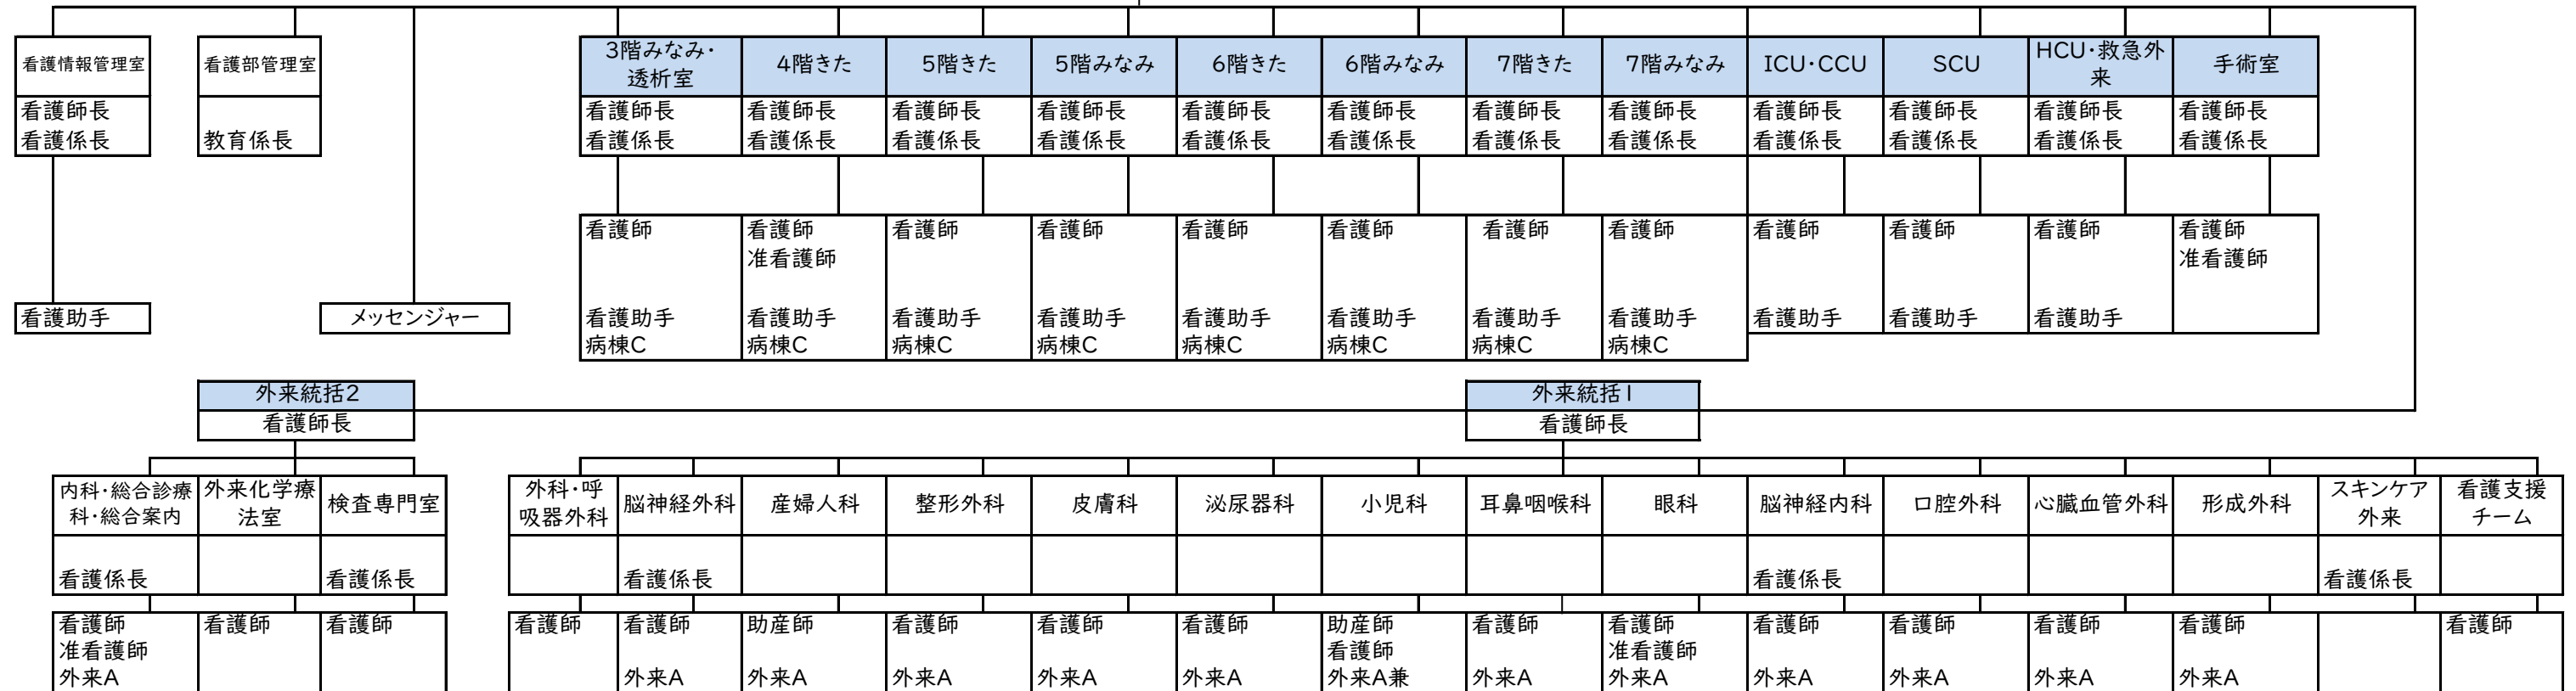 看護情報管理室
看護師長
看護係長
看護助手
看護部管理室
教育係長
メッセンジャー
3階みなみ・
透析室
看護師長
看護係長
看護師
看護助手
病棟C
4階きた
看護師長
看護係長
看護師
准看護師
看護助手
病棟C
5階きた
看護師長
看護係長
看護師
看護助手
病棟C
5階みなみ
看護師長
看護係長
看護師
看護助手
病棟C
6階きた
看護師長
看護係長
看護師
看護助手
病棟C
6階みなみ
看護師長
看護係長
看護師
看護助手
病棟C
7階きた
看護師長
看護係長
看護師
看護助手
病棟C
7階みなみ
看護師長
看護係長
看護師
看護助手
病棟C
ICU・CCU
看護師長
看護係長
看護師
看護助手
SCU
看護師長
看護係長
看護師
看護助手
HCU・救急外
来
看護師長
看護係長
看護師
看護助手
手術室
看護師長
看護係長
看護師
准看護師
外来統括2
看護師長
内科・総合診療
科・総合案内
看護係長
看護師
准看護師
外来A
外来化学療
法室
看護師
検査専門室
看護係長
看護師
外来統括1
看護師長
外科・呼
吸器外科
看護師
脳神経外科
看護係長
看護師
外来A
産婦人科
助産師
外来A
整形外科
看護師
外来A
皮膚科
看護師
外来A
泌尿器科
看護師
外来A
小児科
助産師
看護師
外来A兼
耳鼻咽喉科
看護師
外来A
眼科
看護師
准看護師
外来A
脳神経内科
看護係長
看護師
外来A
口腔外科
看護師
外来A
心臓血管外科
看護師
外来A
形成外科
看護師
外来A
スキンケア
外来
看護係長
看護支援
チーム
看護師